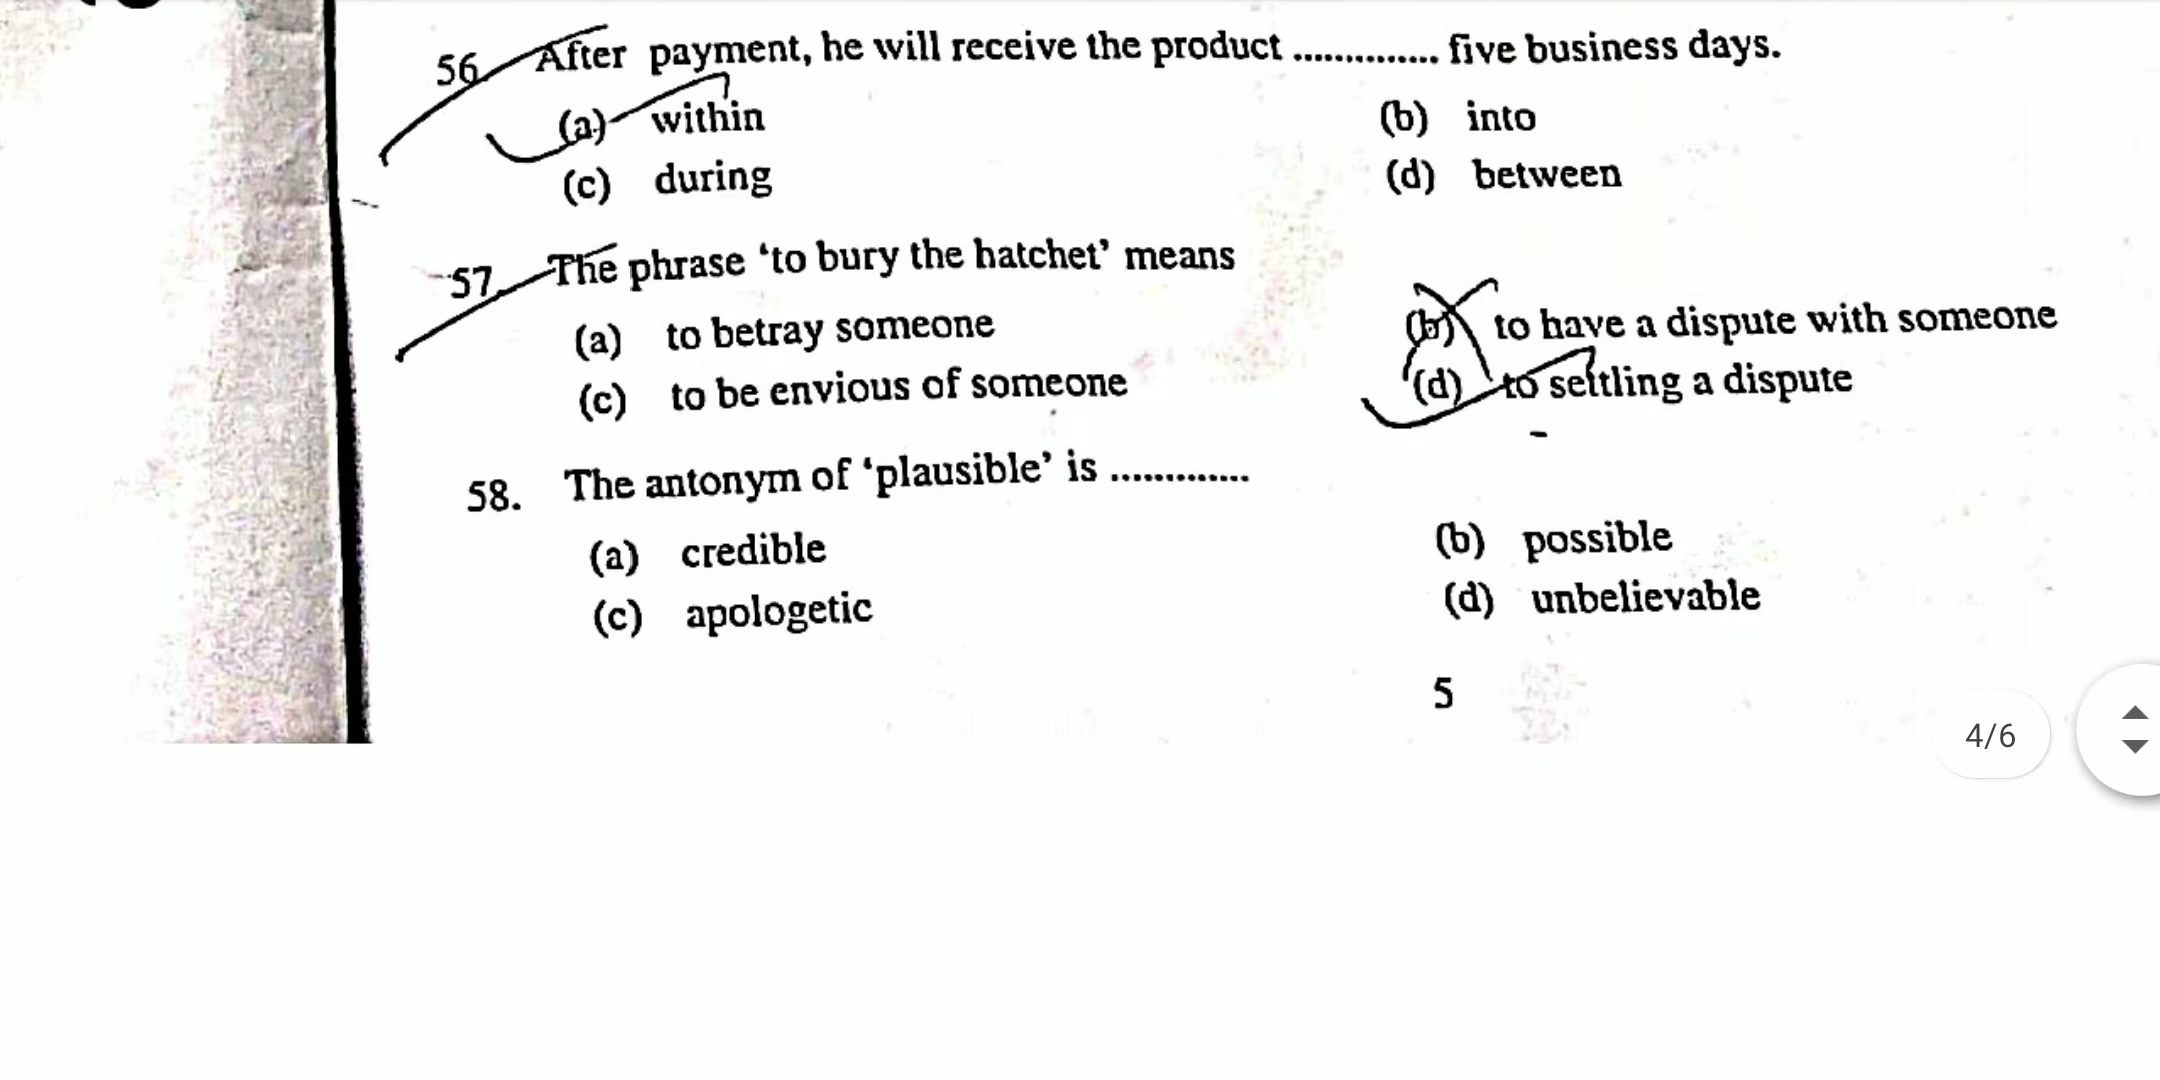 56. After payment, he will receive the product .............. five business days.
(a) within (b) into
(c) during (d) between
57. The phrase ‘to bury the hatchet’ means
(a) to betray someone (b) to have a dispute with someone
(c) to be envious of someone (d) to settling a dispute
58. The antonym of ‘plausible’ is .............
(a) credible (b) possible
(c) apologetic (d) unbelievable
5
4/6